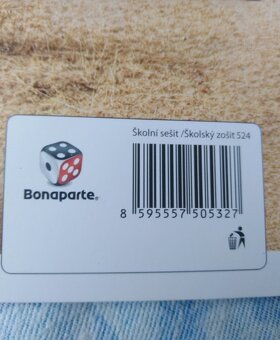 Školní sešit /Školský zošit 524
Bonaparte®
8 595557 505327